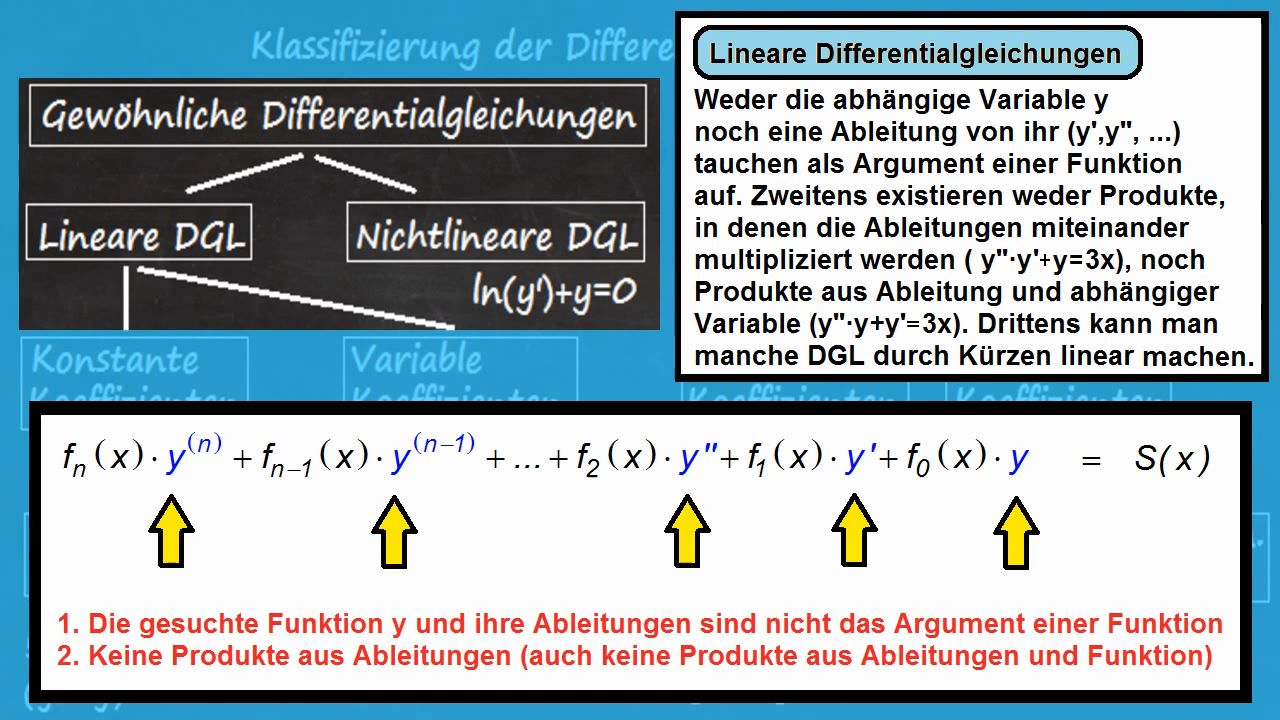 Klassifizierung der Differe
Gewöhnliche Differentialgleichungen
Lineare DGL
Nichtlineare DGL
ln(y')+y=0
Konstante
Koeffizienten
Variable
Koeffizienten
Koeffizienten
Koeffizienten
Lineare Differentialgleichungen
Weder die abhängige Variable y
noch eine Ableitung von ihr (y',y", ...)
tauchen als Argument einer Funktion
auf. Zweitens existieren weder Produkte,
in denen die Ableitungen miteinander
multipliziert werden ( y"·y'+y=3x), noch
Produkte aus Ableitung und abhängiger
Variable (y"·y+y'=3x). Drittens kann man
manche DGL durch Kürzen linear machen.
fₙ(x)·y⁽ⁿ⁾+fₙ₋₁(x)·y⁽ⁿ⁻¹⁾+...+f₂(x)·y"+f₁(x)·y'+f₀(x)·y = S(x)
1. Die gesuchte Funktion y und ihre Ableitungen sind nicht das Argument einer Funktion
2. Keine Produkte aus Ableitungen (auch keine Produkte aus Ableitungen und Funktion)